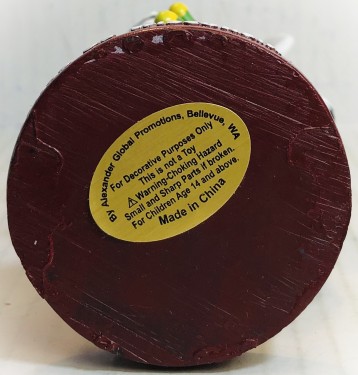 BY Alexander Global Promotions, Bellevue, WA
For Decorative Purposes Only
This is not a Toy
⚠Warning-Choking Hazard
Small and Sharp Parts if broken.
For Children Age 14 and above.
Made in China